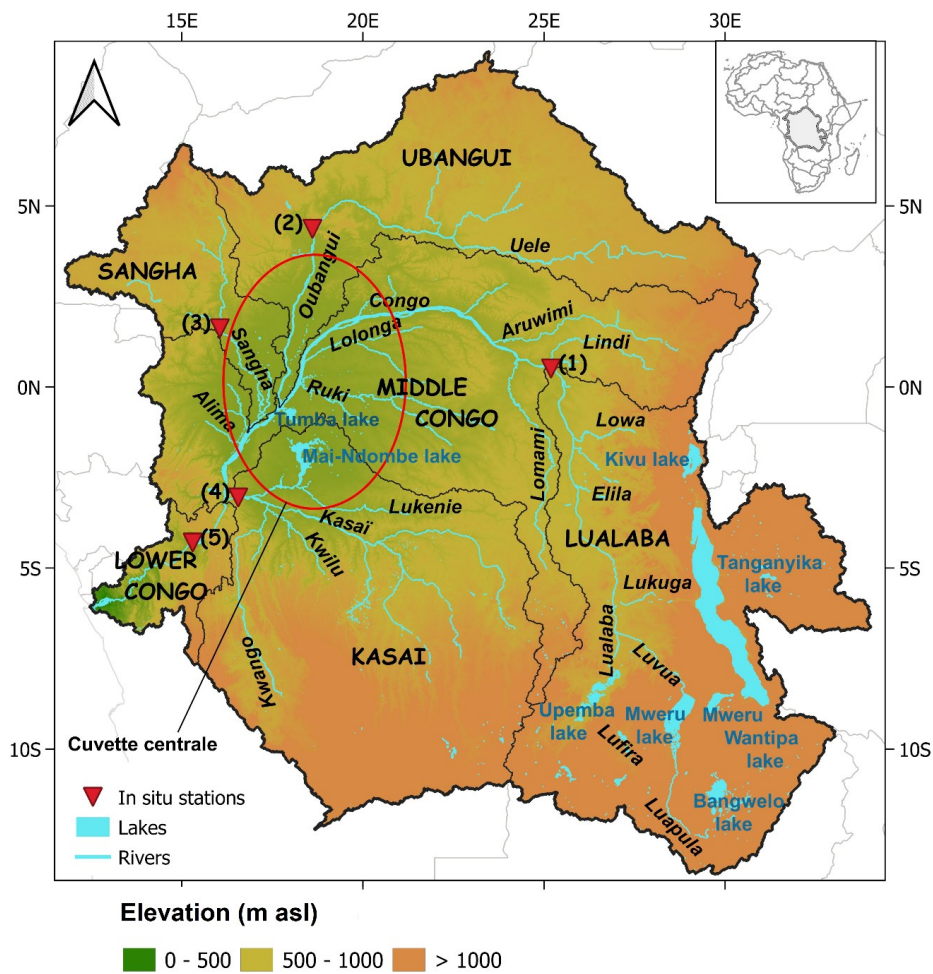 15E 20E 25E 30E
UBANGUI
5N 5N
(2)
Uele
SANGHA
Oubangui
Congo
(3)
Aruwimi
Lolonga
Lindi
Sangha
(1)
0N 0N
Ruki
MIDDLE
CONGO
Alima
Tumba lake
Lowa
Mai-Ndombe lake
Kivu lake
Lomami
(4)
Elila
Lukenie
Kasaï
(5)
Kwilu
LUALABA
LOWER
CONGO
Tanganyika
lake
5S 5S
Lukuga
Lualaba
KASAI
Luvua
Kwango
Upemba
lake
Mweru
lake
Mweru
Wantipa
lake
Cuvette centrale
Lufira
10S 10S
Bangwelo
lake
In situ stations
Lakes
Luapula
Rivers
Elevation (m asl)
0 - 500 500 - 1000 > 1000